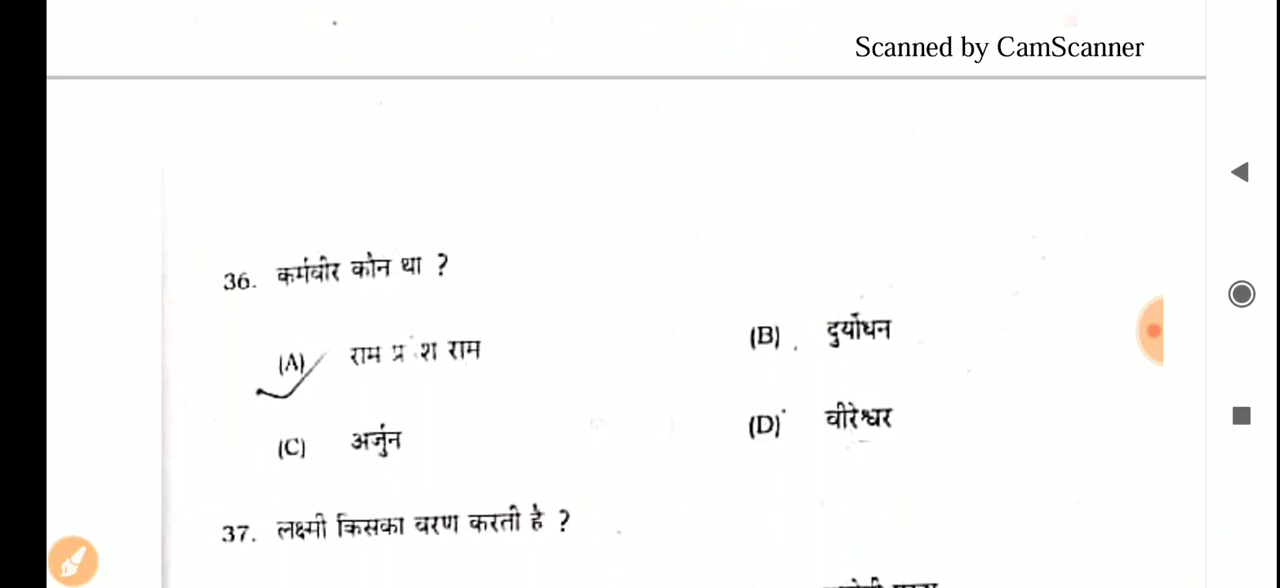 Scanned by CamScanner
36. कर्मवीर कौन था ?
(A) राम प्र श राम
(B) दुर्योधन
(C) अर्जुन
(D) वीरेश्वर
37. लक्ष्मी किसका वरण करती है ?